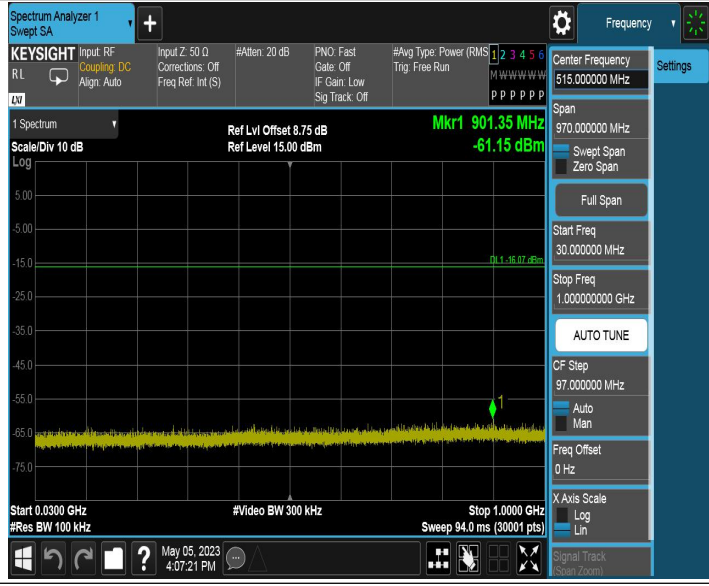 Spectrum Analyzer 1
Swept SA
Frequency
KEYSIGHT
R L
LXI
Input: RF
Coupling: DC
Align: Auto
Input Z: 50 Ω
Corrections: Off
Freq Ref: Int (S)
#Atten: 20 dB
PNO: Fast
Gate: Off
IF Gain: Low
Sig Track: Off
#Avg Type: Power (RMS
Trig: Free Run
1 2 3 4 5 6
M W W W W W
P P P P P P
1 Spectrum
Scale/Div 10 dB
Ref Lvl Offset 8.75 dB
Ref Level 15.00 dBm
Mkr1 901.35 MHz
-61.15 dBm
Log
5.00
-5.00
-15.0
-25.0
-35.0
-45.0
-55.0
-65.0
-75.0
DL1 -16.07 dBm
1
Start 0.0300 GHz
#Res BW 100 kHz
#Video BW 300 kHz
Stop 1.0000 GHz
Sweep 94.0 ms (30001 pts)
May 05, 2023
4:07:21 PM
Center Frequency
515.000000 MHz
Settings
Span
970.000000 MHz
Swept Span
Zero Span
Full Span
Start Freq
30.000000 MHz
Stop Freq
1.000000000 GHz
AUTO TUNE
CF Step
97.000000 MHz
Auto
Man
Freq Offset
0 Hz
X Axis Scale
Log
Lin
Signal Track
(Span Zoom)